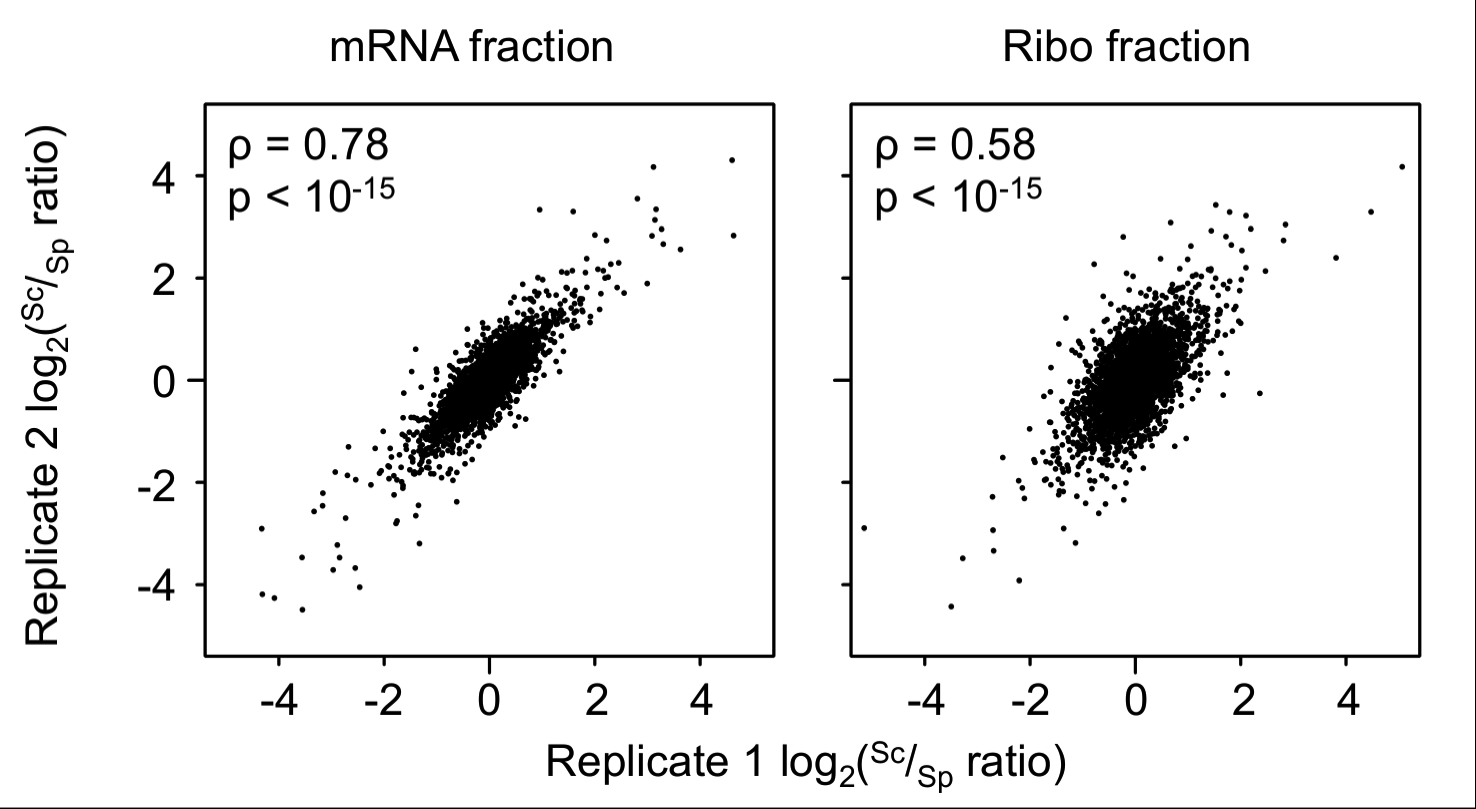 mRNA fraction
Ribo fraction
ρ = 0.78
p < 10⁻¹⁵
ρ = 0.58
p < 10⁻¹⁵
Replicate 2 log₂(Sc/Sp ratio)
4
2
0
-2
-4
-4 -2 0 2 4
-4 -2 0 2 4
Replicate 1 log₂(Sc/Sp ratio)